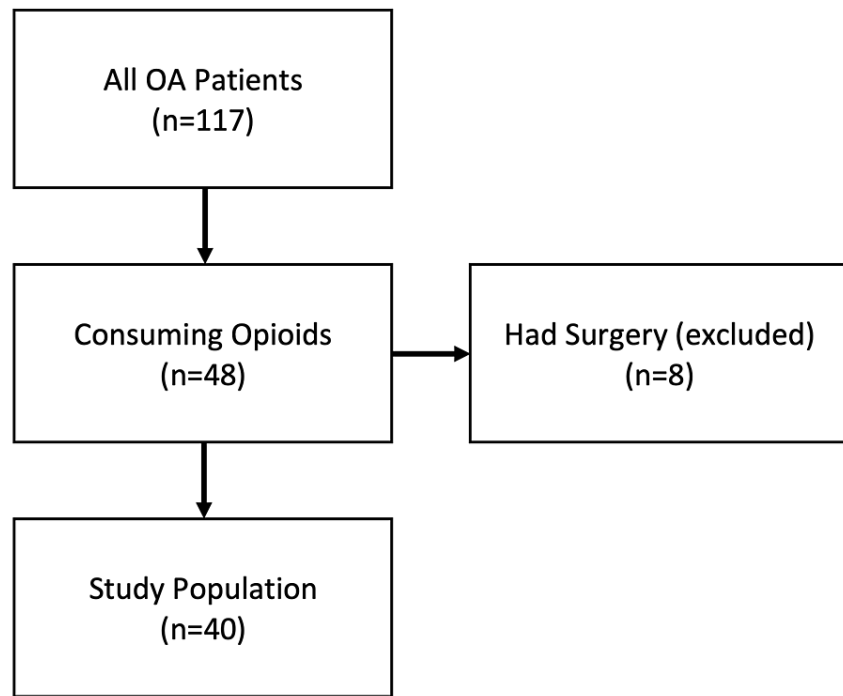 All OA Patients
(n=117)
Consuming Opioids
(n=48)
Had Surgery (excluded)
(n=8)
Study Population
(n=40)